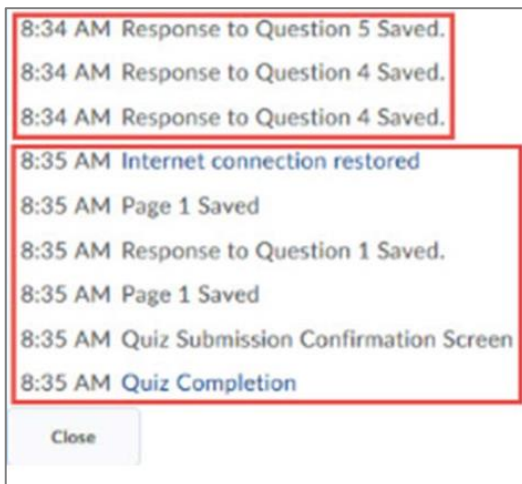 8:34 AM Response to Question 5 Saved.
8:34 AM Response to Question 4 Saved.
8:34 AM Response to Question 4 Saved.
8:35 AM Internet connection restored
8:35 AM Page 1 Saved
8:35 AM Response to Question 1 Saved.
8:35 AM Page 1 Saved
8:35 AM Quiz Submission Confirmation Screen
8:35 AM Quiz Completion
Close